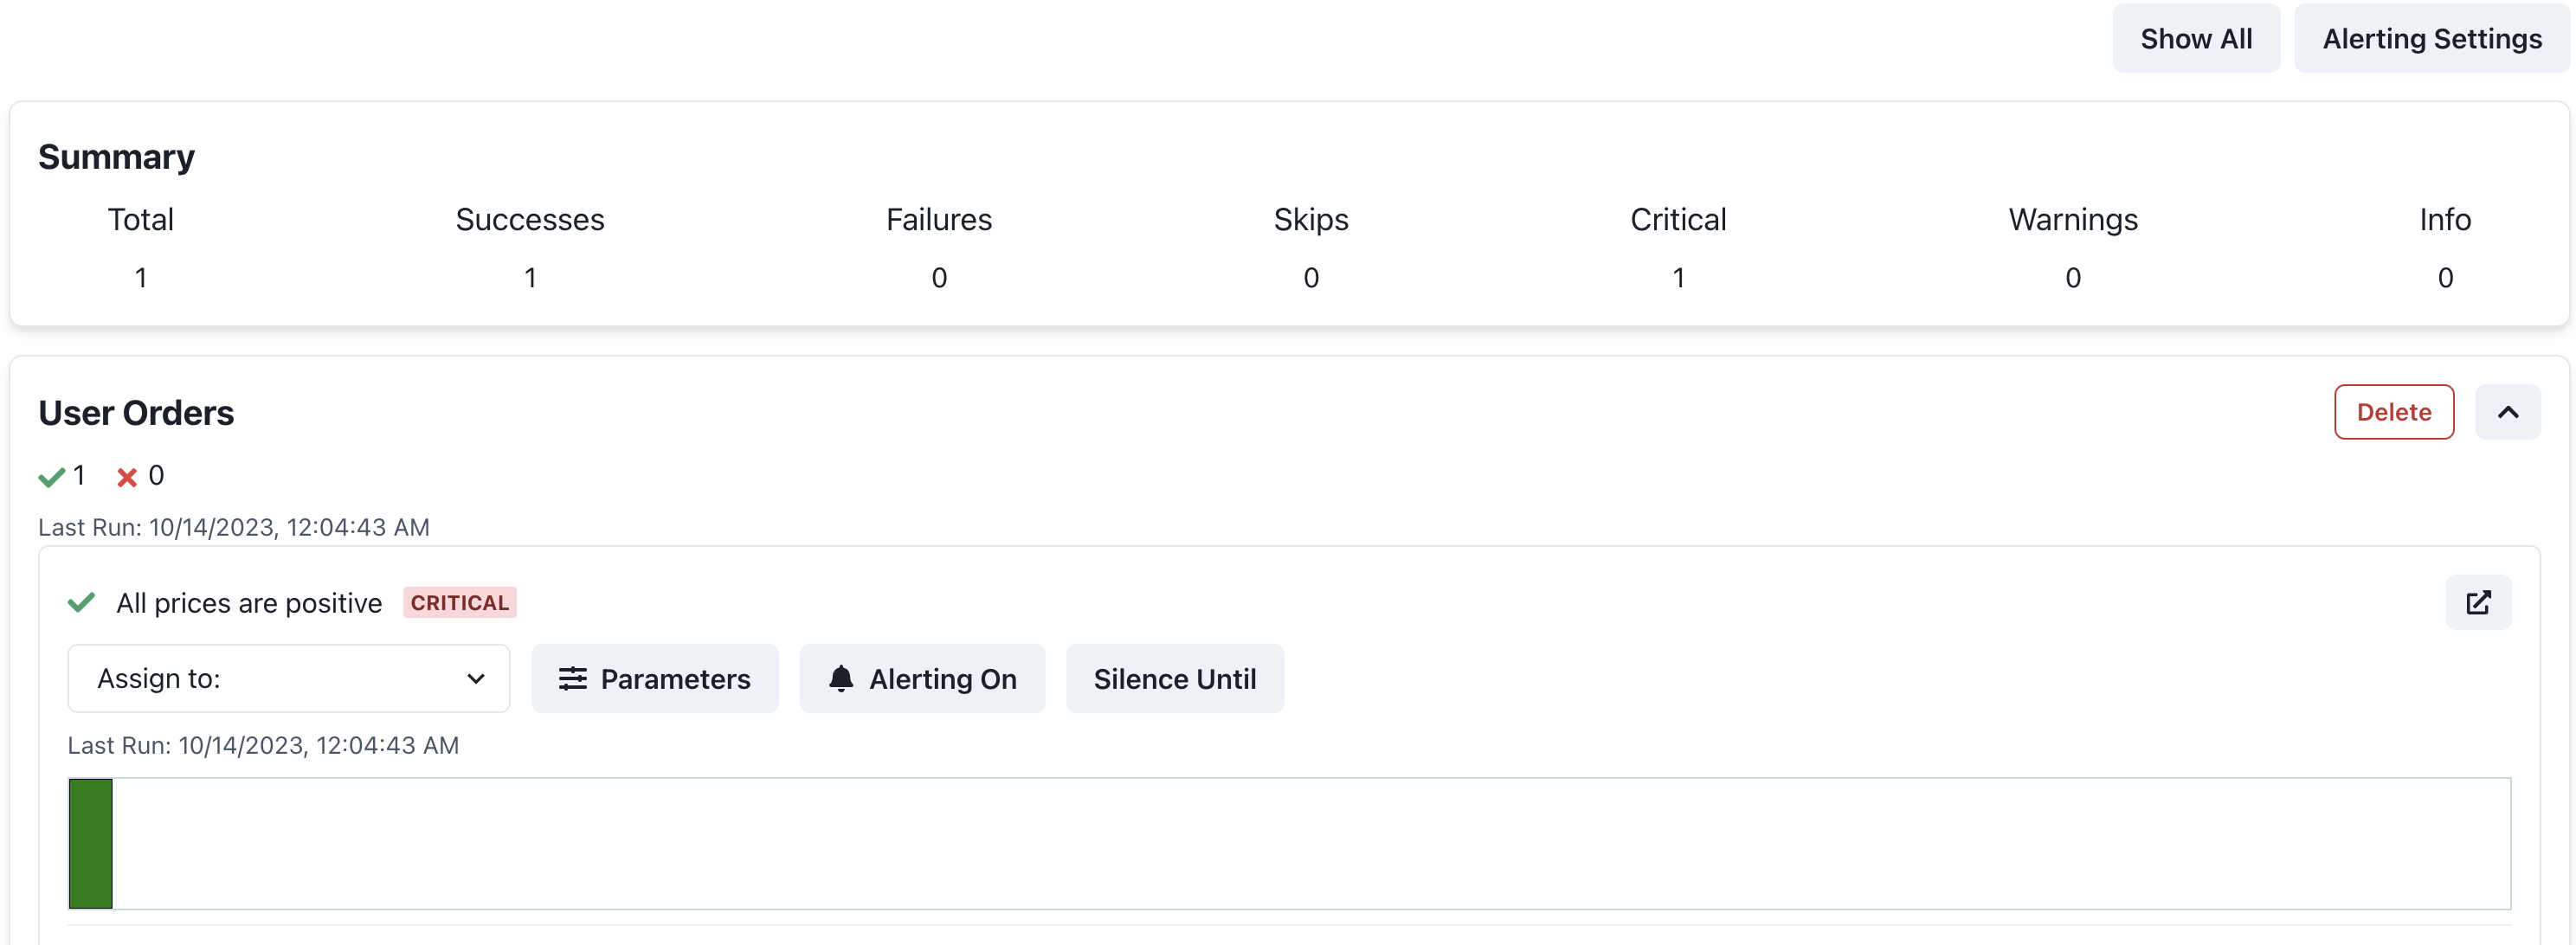 Show All Alerting Settings
Summary
Total Successes Failures Skips Critical Warnings Info
1 1 0 0 1 0 0
User Orders Delete
1 0
Last Run: 10/14/2023, 12:04:43 AM
All prices are positive CRITICAL
Assign to: Parameters Alerting On Silence Until
Last Run: 10/14/2023, 12:04:43 AM